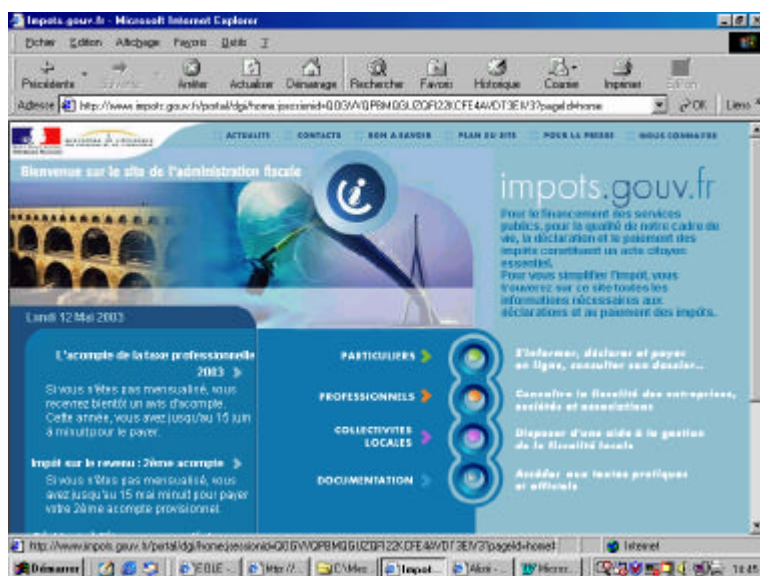 Impots.gouv.fr - Microsoft Internet Explorer
Fichier Edition Affichage Favoris Outils ?
Précédente Arrêter Actualiser Démarrage Rechercher Favoris Historique Courrier Imprimer
Adresse OK Liens
ACTUALITE CONTACTS BON A SAVOIR PLAN DU SITE POUR LA PRESSE NOUS CONNAITRE
Bienvenue sur le site de l'administration fiscale
impots.gouv.fr
Pour le financement des services
publics, pour la qualité de notre cadre de
vie, la déclaration et le paiement des
impôts constituent un acte citoyen
essentiel.
Pour vous simplifier l'impôt, vous
trouverez sur ce site toutes les
informations nécessaires aux
déclarations et au paiement des impôts.
Lundi 12 Mai 2003
L'acompte de la taxe professionnelle
2003
Si vous n'êtes pas mensualisé, vous
recevrez bientôt un avis d'acompte.
Cette année, vous avez jusqu'au 15 juin
à minuit pour le payer.
Impôt sur le revenu : 2ème acompte
Si vous n'êtes pas mensualisé, vous
avez jusqu'au 15 mai minuit pour payer
votre 2ème acompte provisionnel.
PARTICULIERS
S'informer, déclarer et payer
en ligne, consulter son dossier...
PROFESSIONNELS
Connaître la fiscalité des entreprises,
sociétés et associations
COLLECTIVITES
LOCALES
Disposer d'une aide à la gestion
de la fiscalité locale
DOCUMENTATION
Accéder aux textes pratiques
et officiels
Internet
Démarrer